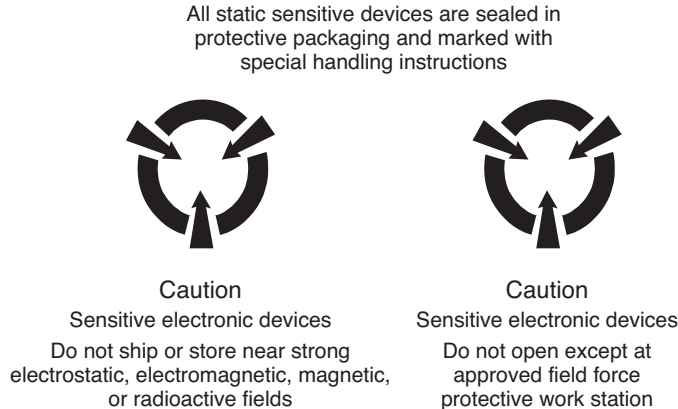 All static sensitive devices are sealed in
protective packaging and marked with
special handling instructions
Caution
Sensitive electronic devices
Do not ship or store near strong
electrostatic, electromagnetic, magnetic,
or radioactive fields
Caution
Sensitive electronic devices
Do not open except at
approved field force
protective work station